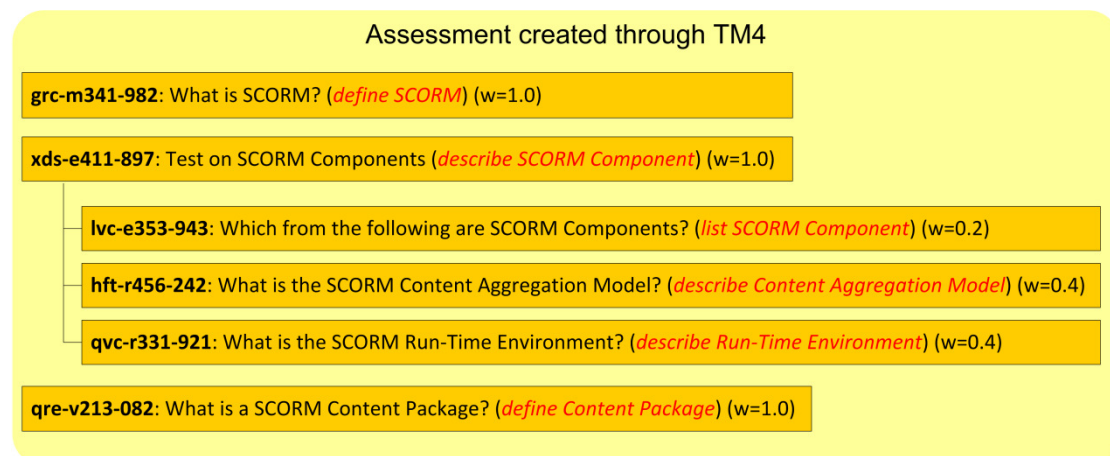 Assessment created through TM4
grc-m341-982: What is SCORM? (define SCORM) (w=1.0)
xds-e411-897: Test on SCORM Components (describe SCORM Component) (w=1.0)
lvc-e353-943: Which from the following are SCORM Components? (list SCORM Component) (w=0.2)
hft-r456-242: What is the SCORM Content Aggregation Model? (describe Content Aggregation Model) (w=0.4)
qvc-r331-921: What is the SCORM Run-Time Environment? (describe Run-Time Environment) (w=0.4)
qre-v213-082: What is a SCORM Content Package? (define Content Package) (w=1.0)